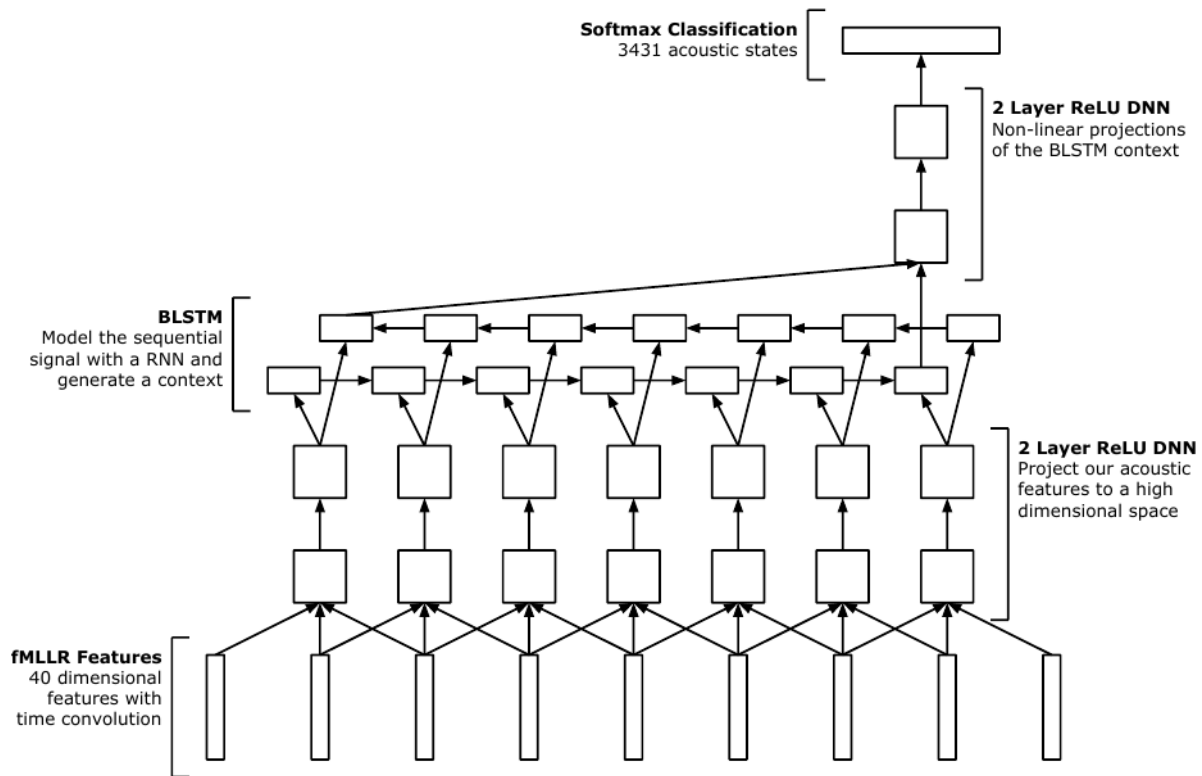 Softmax Classification
3431 acoustic states
2 Layer ReLU DNN
Non-linear projections
of the BLSTM context
BLSTM
Model the sequential
signal with a RNN and
generate a context
2 Layer ReLU DNN
Project our acoustic
features to a high
dimensional space
fMLLR Features
40 dimensional
features with
time convolution